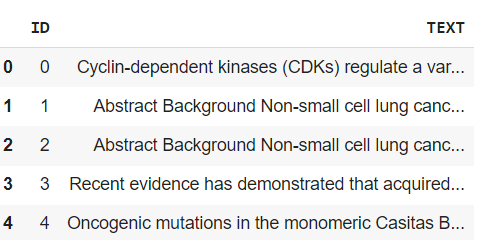 ID TEXT
0 0 Cyclin-dependent kinases (CDKs) regulate a var...
1 1 Abstract Background Non-small cell lung canc...
2 2 Abstract Background Non-small cell lung canc...
3 3 Recent evidence has demonstrated that acquired...
4 4 Oncogenic mutations in the monomeric Casitas B...